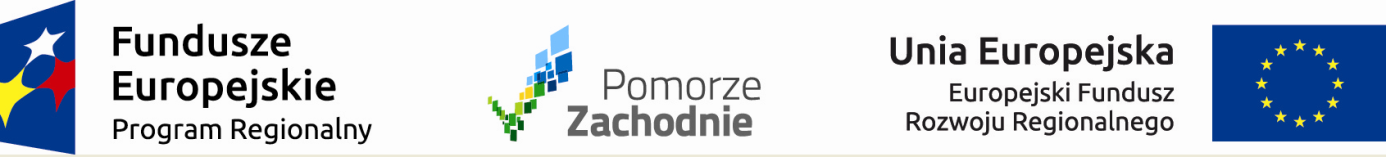 Fundusze
Europejskie
Program Regionalny
Pomorze
Zachodnie
Unia Europejska
Europejski Fundusz
Rozwoju Regionalnego